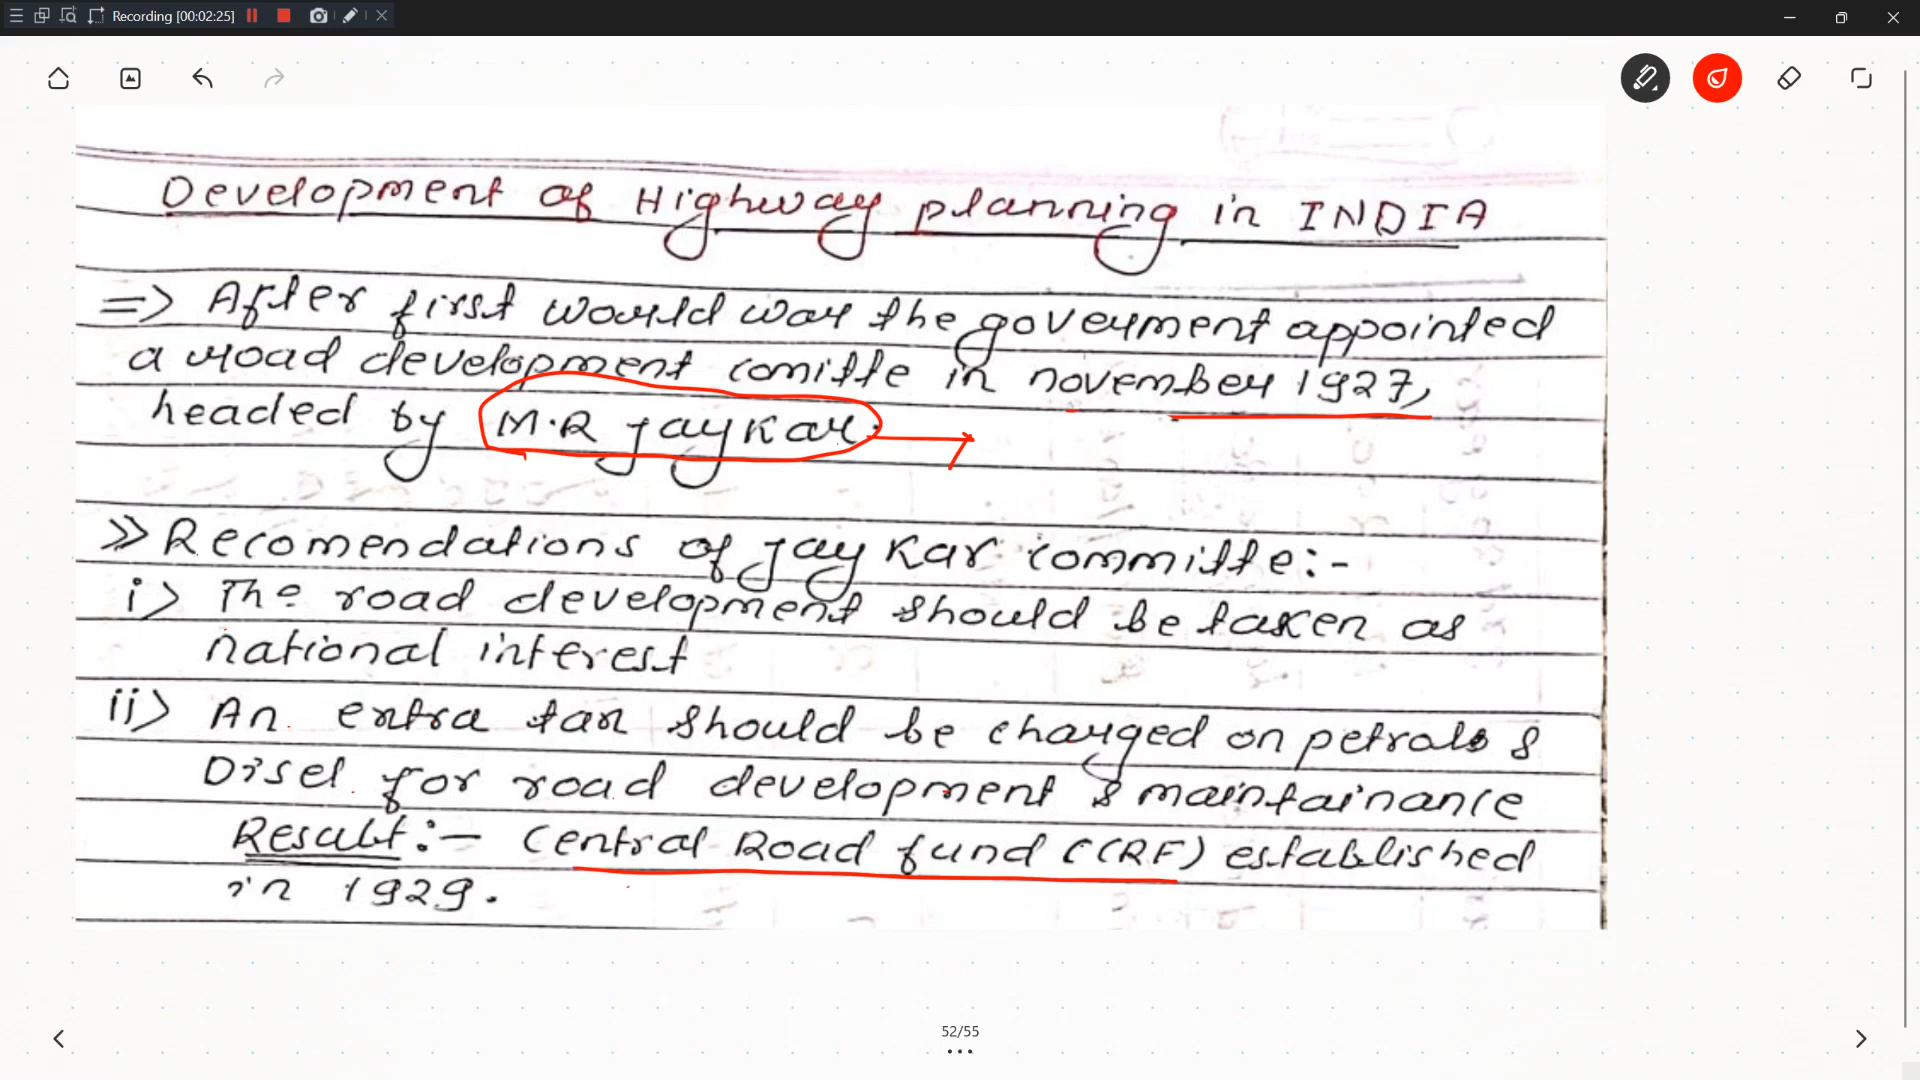 Recording [00:02:25]
Development of Highway planning in INDIA
=> After first would war the government appointed
a road development comitte in november 1927,
headed by M.R Jaykar.
>> Recomendations of Jay Kar committe:-
i> The road development should be taken as
national interest
ii> An extra tax should be charged on petrols &
Disel for road development & maintainance
Result:- Central Road fund (CRF) established
in 1929.
52/55